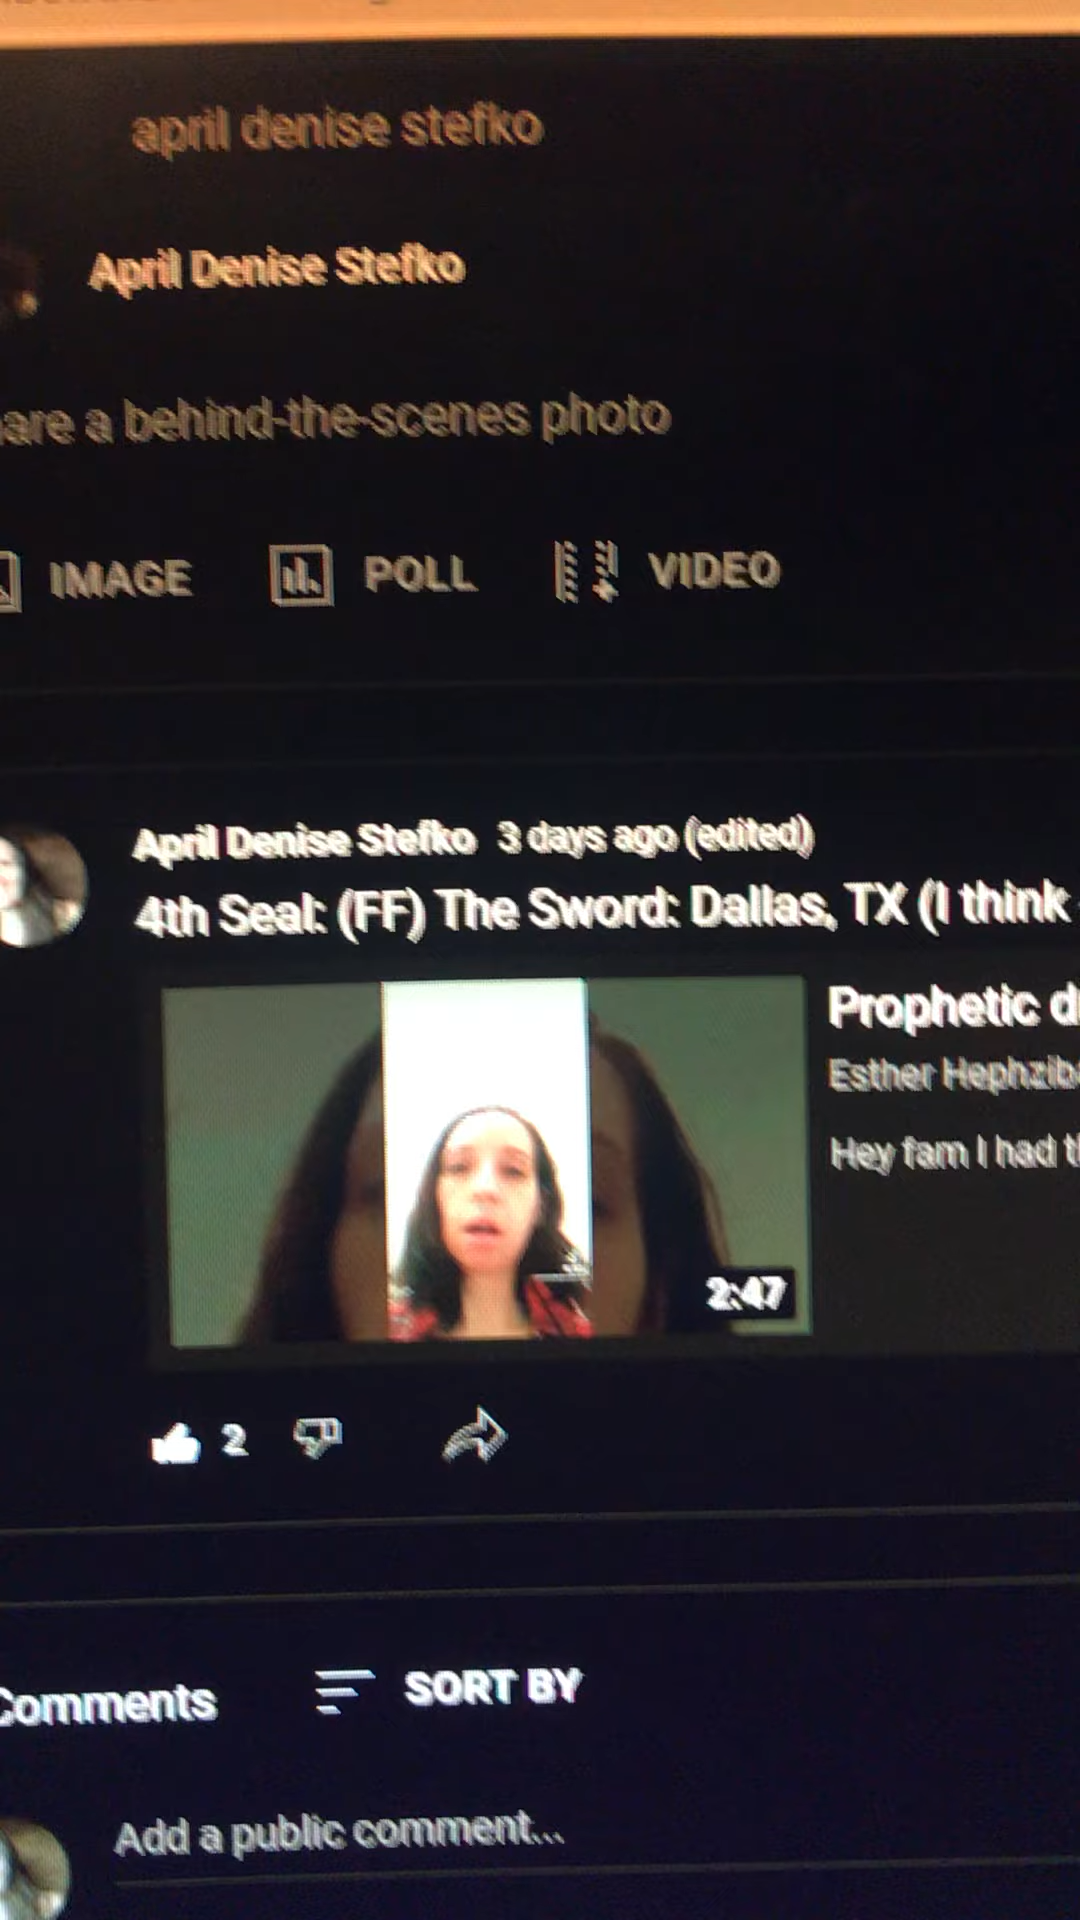 april denise stefko
April Denise Stefko
are a behind-the-scenes photo
IMAGE POLL VIDEO
April Denise Stefko 3 days ago (edited)
4th Seal: (FF) The Sword: Dallas, TX (I think
Prophetic
Esther
Hey fam I had
2:47
2
Comments SORT BY
Add a public comment...